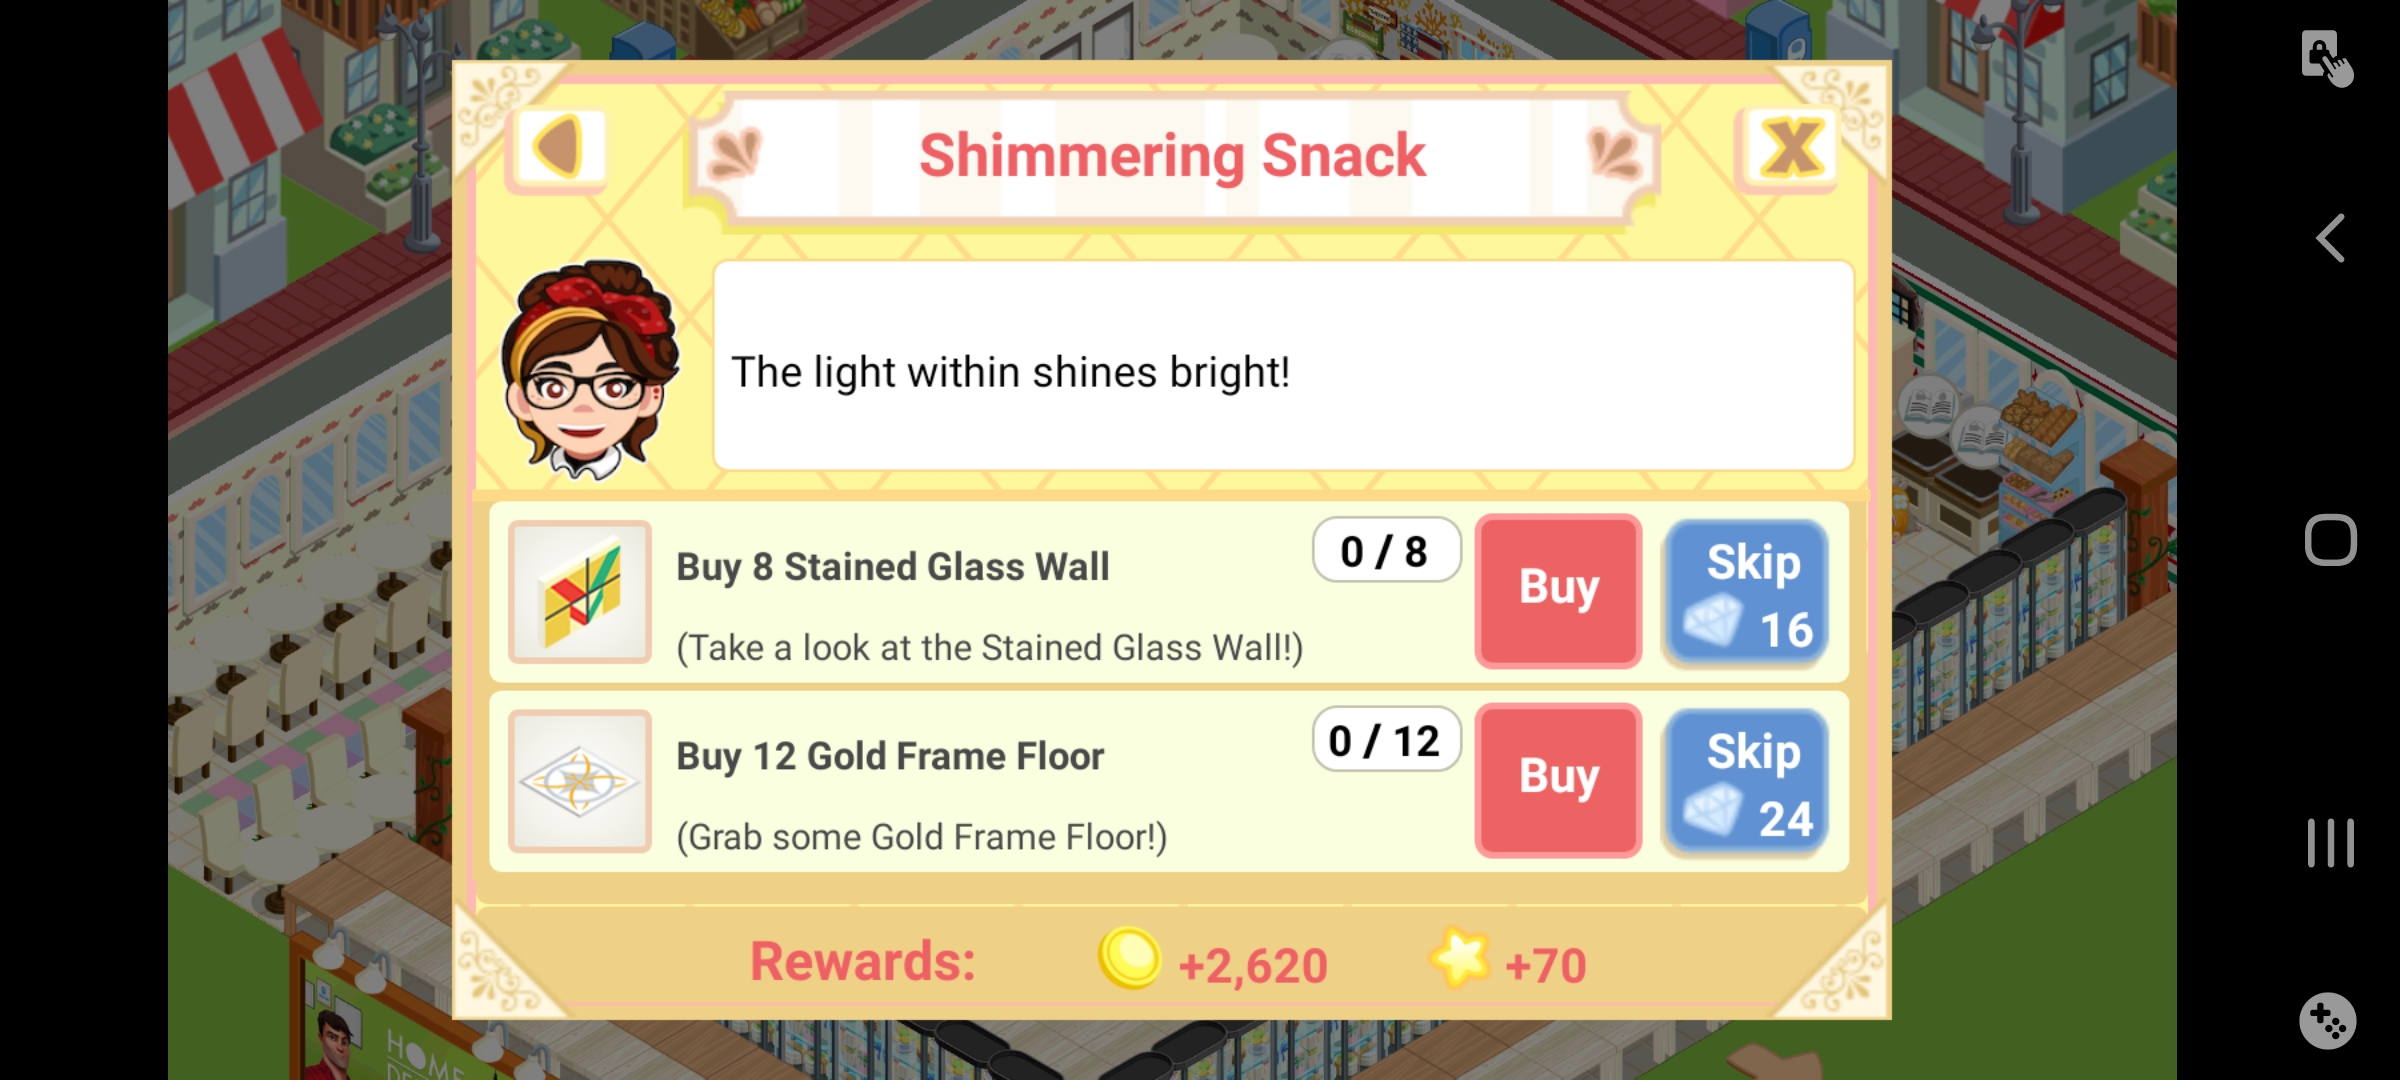 Shimmering Snack
The light within shines bright!
Buy 8 Stained Glass Wall
0 / 8
Buy
Skip
16
(Take a look at the Stained Glass Wall!)
Buy 12 Gold Frame Floor
0 / 12
Buy
Skip
24
(Grab some Gold Frame Floor!)
Rewards:
+2,620
+70
HOME